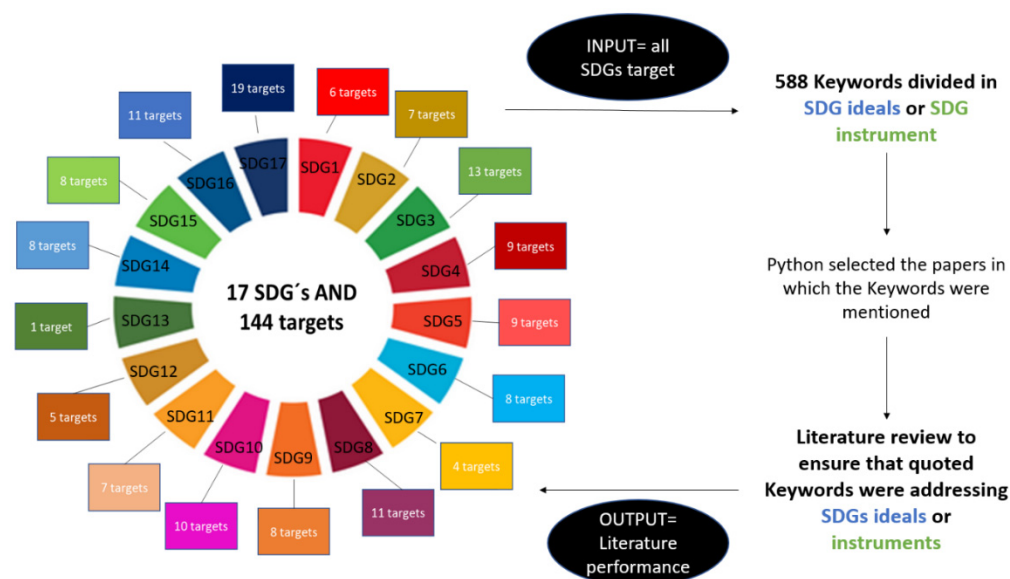 19 targets
6 targets
11 targets
7 targets
8 targets
13 targets
8 targets
9 targets
1 target
9 targets
5 targets
8 targets
7 targets
4 targets
10 targets
8 targets
11 targets
SDG17
SDG1
SDG16
SDG2
SDG15
SDG3
SDG14
SDG4
SDG13
SDG5
SDG12
SDG6
SDG11
SDG7
SDG10
SDG9
SDG8
17 SDG´s AND
144 targets
INPUT= all
SDGs target
588 Keywords divided in
SDG ideals or SDG
instrument
Python selected the papers in
which the Keywords were
mentioned
Literature review to
ensure that quoted
Keywords were addressing
SDGs ideals or
instruments
OUTPUT=
Literature
performance